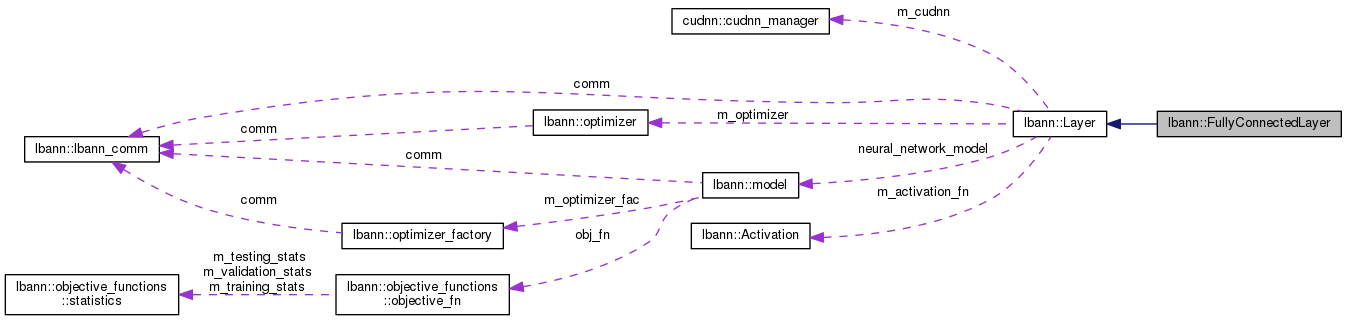 m_cudnn
cudnn::cudnn_manager
comm
lbann::optimizer
m_optimizer
lbann::Layer
lbann::FullyConnectedLayer
comm
lbann::lbann_comm
comm
neural_network_model
lbann::model
m_activation_fn
comm
m_optimizer_fac
lbann::optimizer_factory
obj_fn
lbann::Activation
m_testing_stats
m_validation_stats
m_training_stats
lbann::objective_functions
::statistics
lbann::objective_functions
::objective_fn